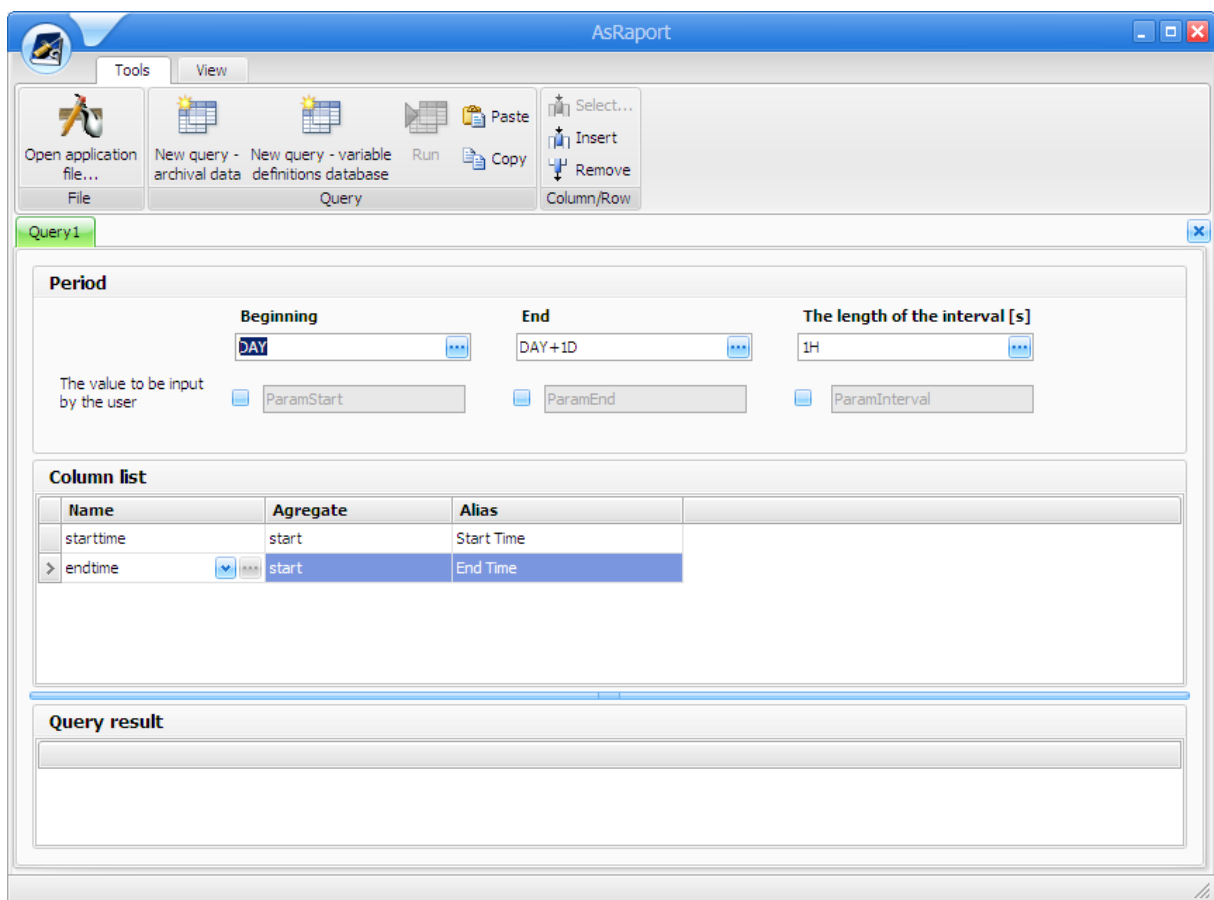 AsRaport
Tools View
Open application
file...
File
New query -
archival data
New query - variable
definitions database
Run
Paste
Copy
Query
Select...
Insert
Remove
Column/Row
Query1
Period
Beginning End The length of the interval [s]
DAY DAY+1D 1H
The value to be input
by the user
ParamStart ParamEnd ParamInterval
Column list
Name Agregate Alias
starttime start Start Time
endtime start End Time
Query result